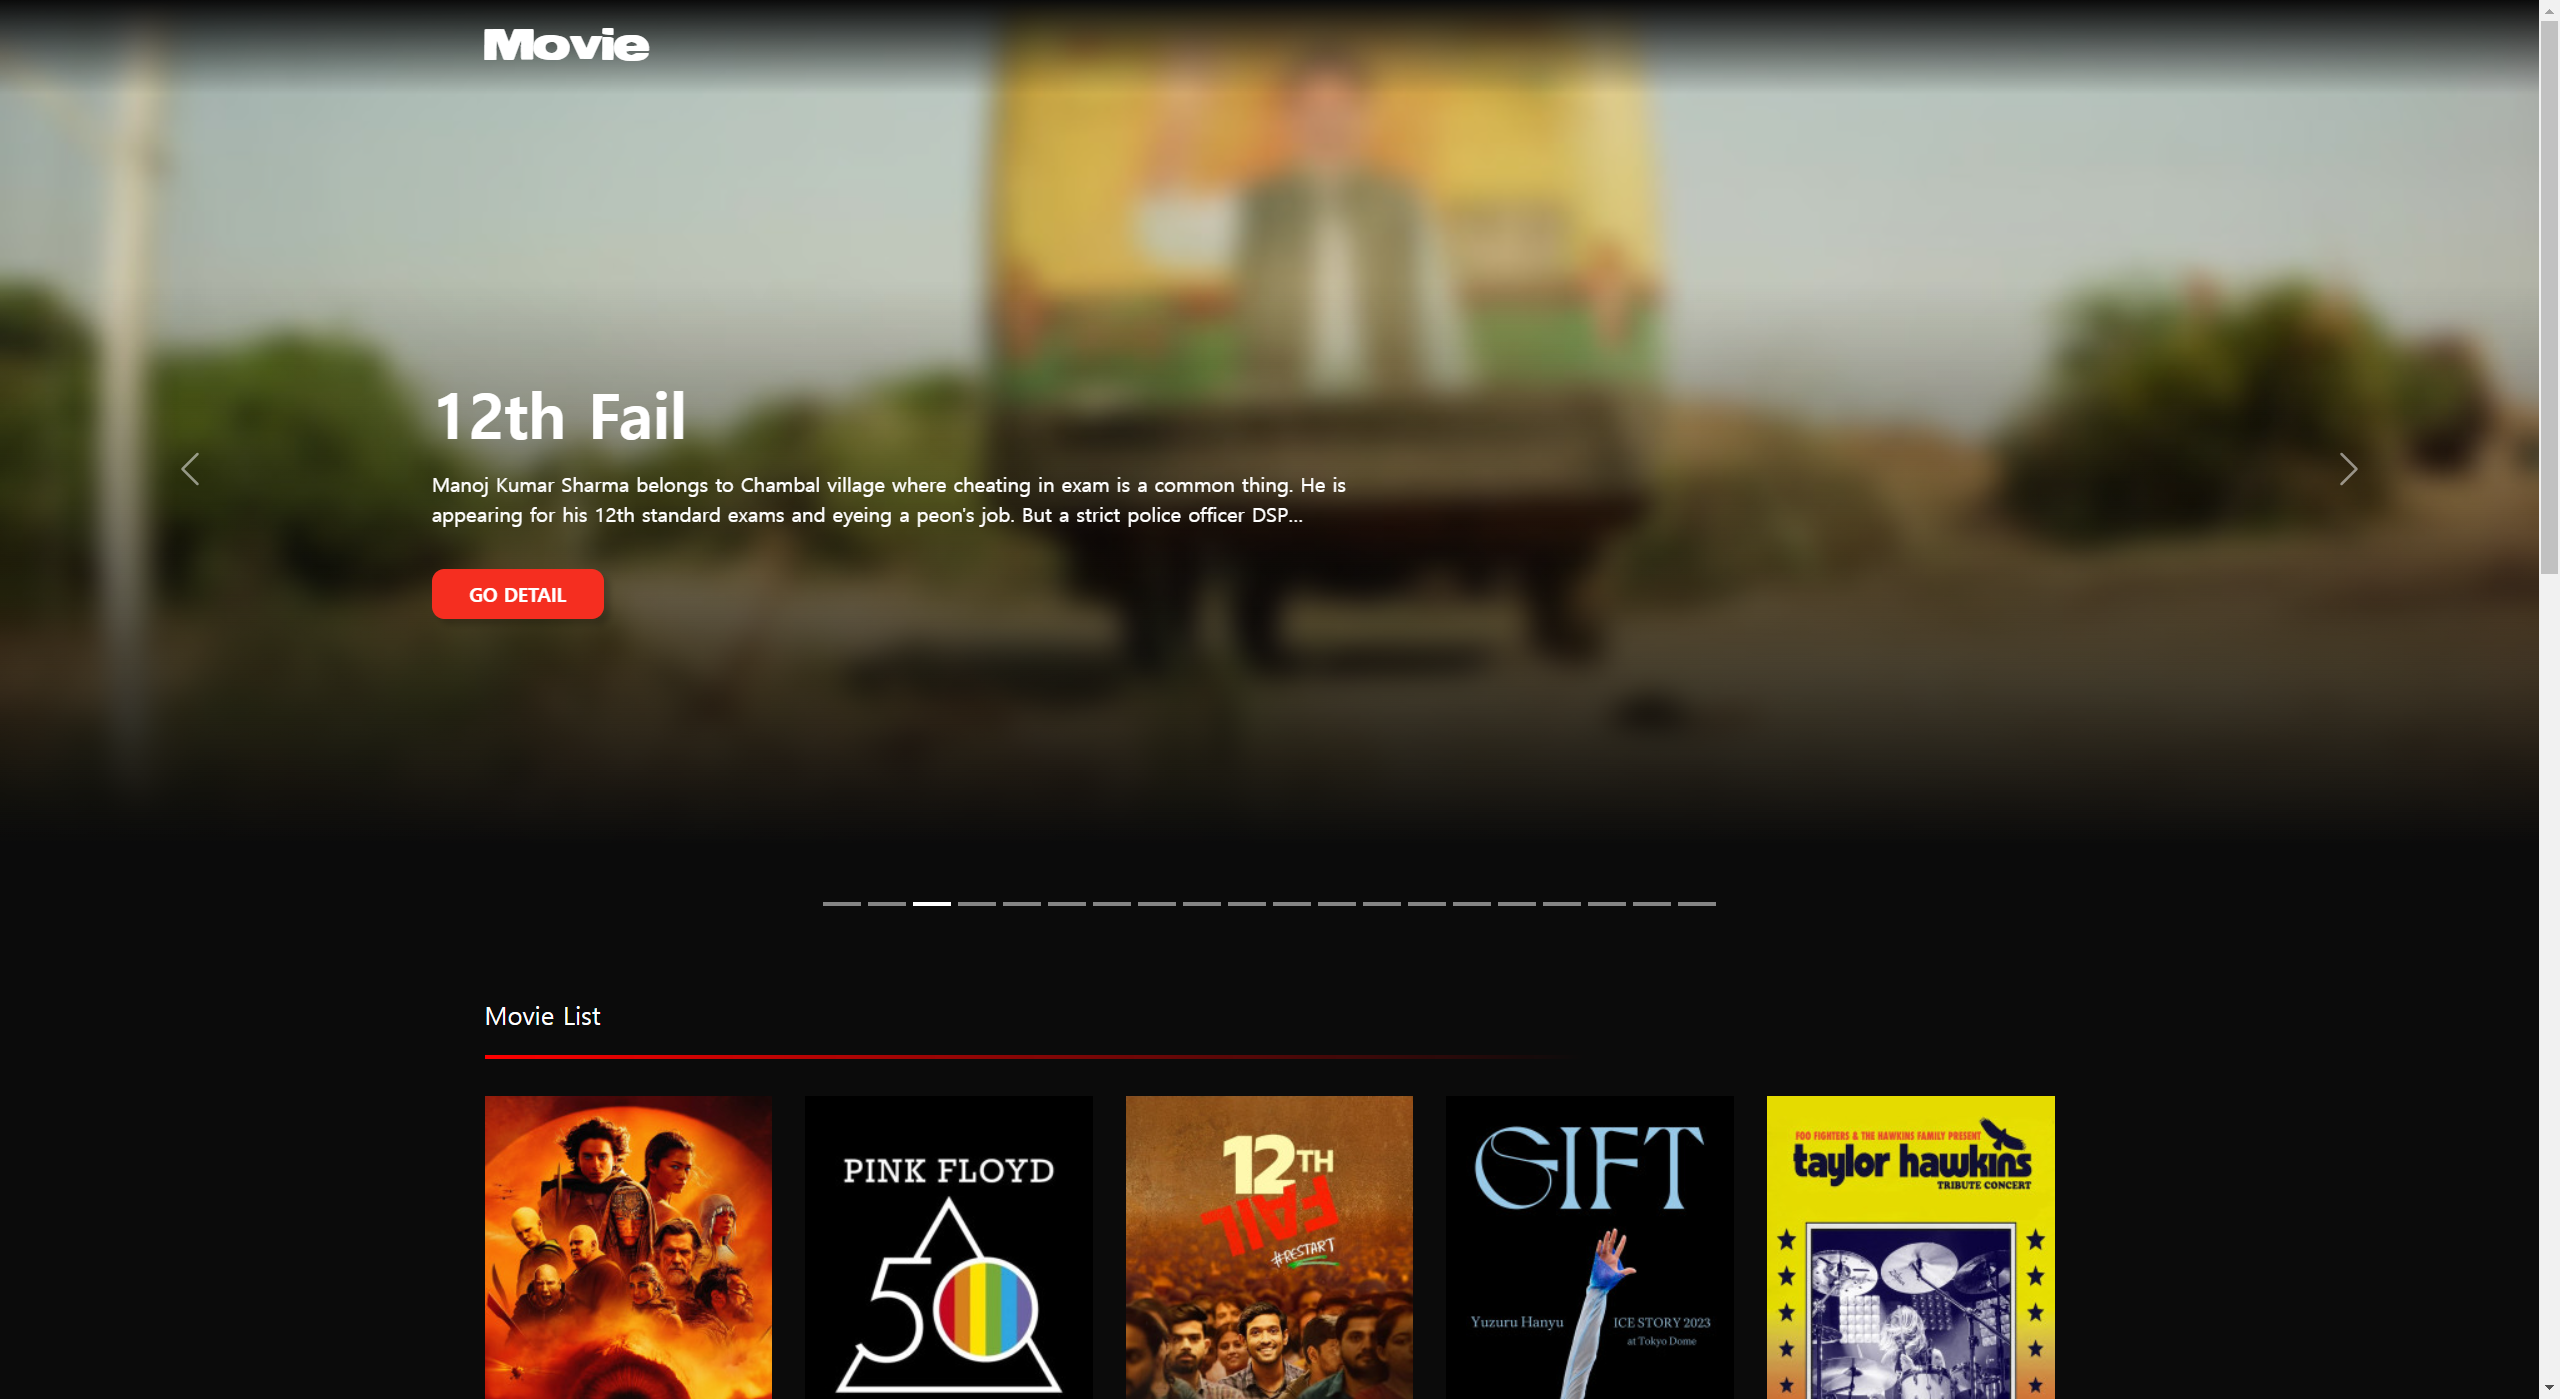 Movie
12th Fail
Manoj Kumar Sharma belongs to Chambal village where cheating in exam is a common thing. He is
appearing for his 12th standard exams and eyeing a peon's job. But a strict police officer DSP...
GO DETAIL
Movie List
PINK FLOYD
50
12TH
FAIL
#RESTART
GIFT
Yuzuru Hanyu
ICE STORY 2023
at Tokyo Dome
FOO FIGHTERS & THE HAWKINS FAMILY PRESENT
taylor hawkins
TRIBUTE CONCERT